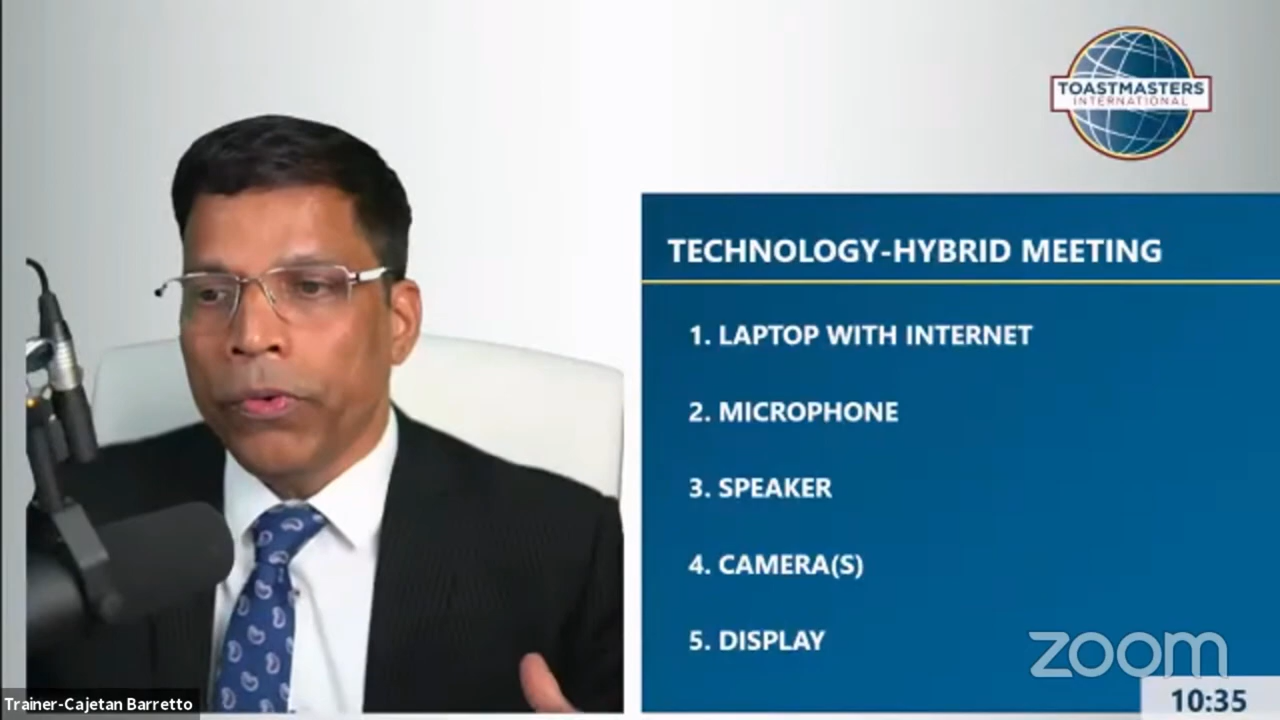 TOASTMASTERS
INTERNATIONAL
TECHNOLOGY-HYBRID MEETING
1. LAPTOP WITH INTERNET
2. MICROPHONE
3. SPEAKER
4. CAMERA(S)
5. DISPLAY
zoom
Trainer-Cajetan Barretto
10:35